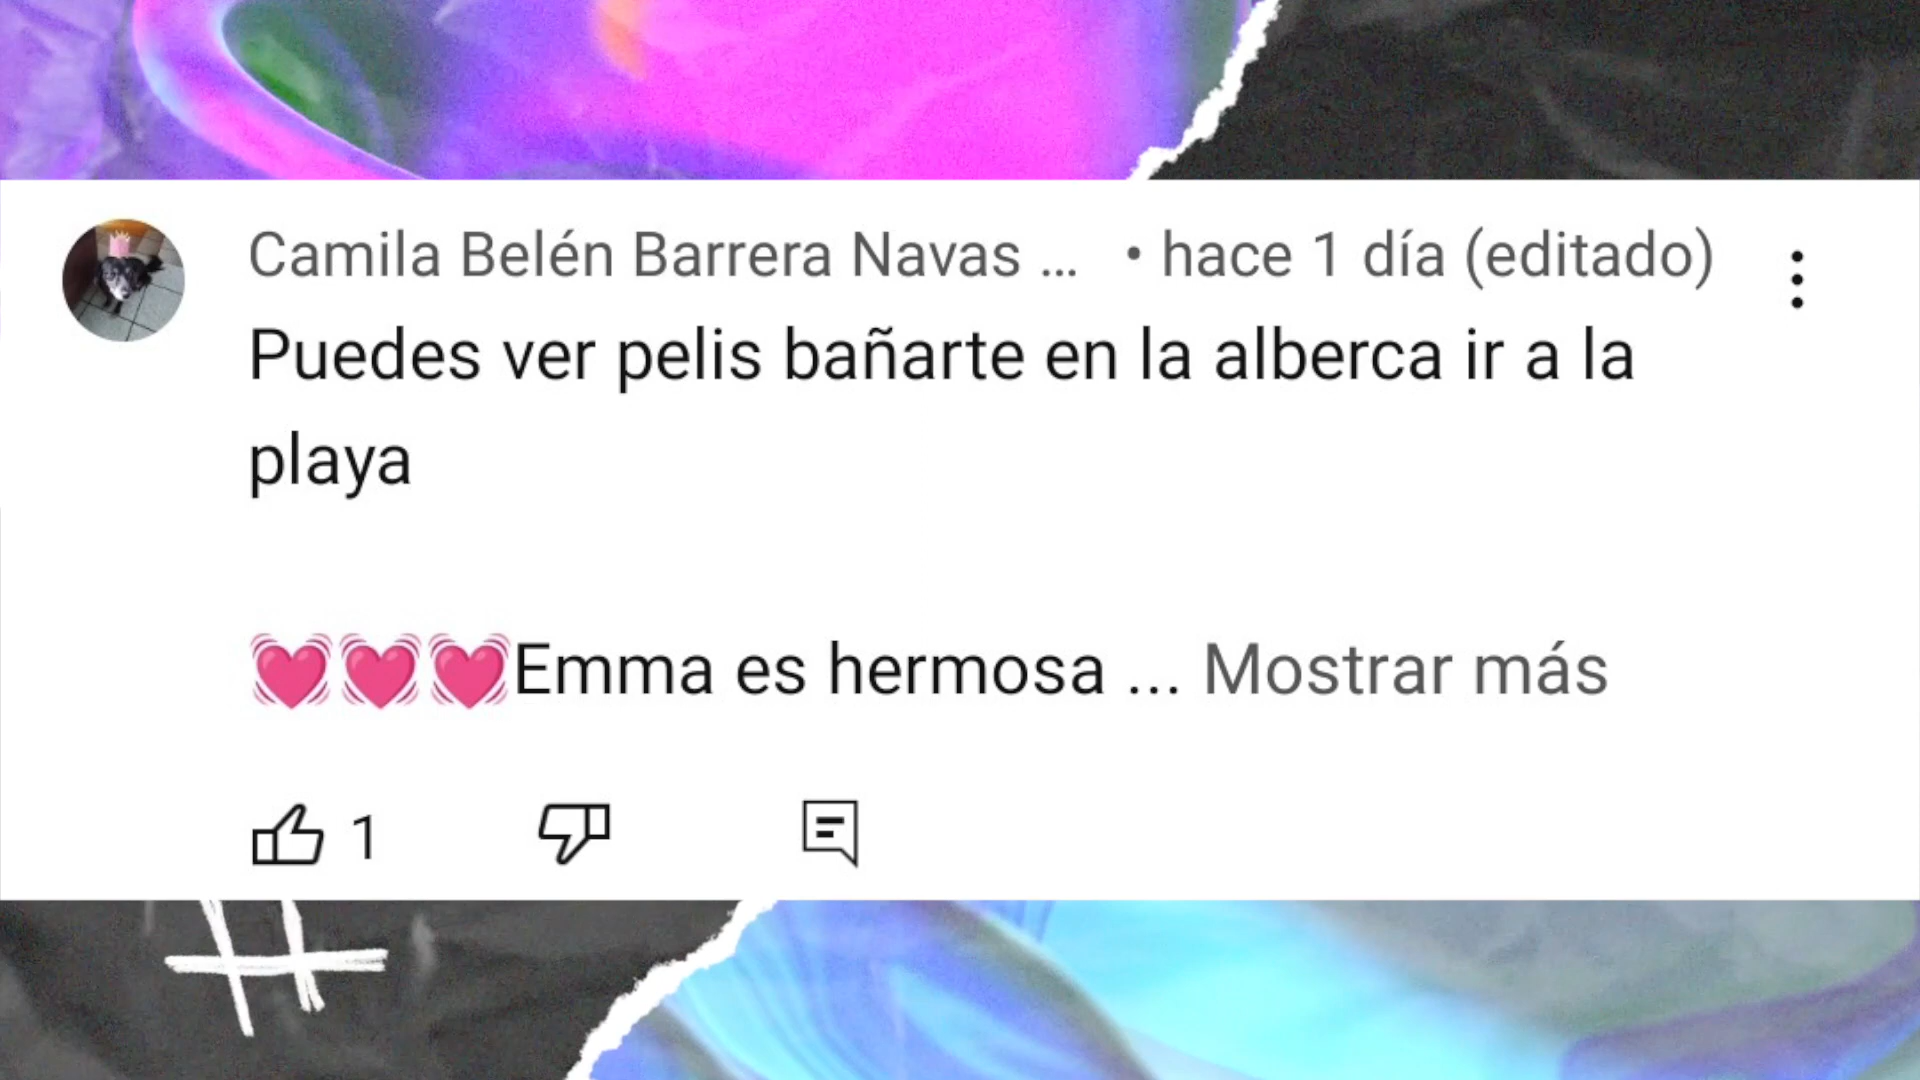 Camila Belén Barrera Navas ... • hace 1 día (editado)
Puedes ver pelis bañarte en la alberca ir a la
playa
💓💓💓Emma es hermosa ... Mostrar más
1